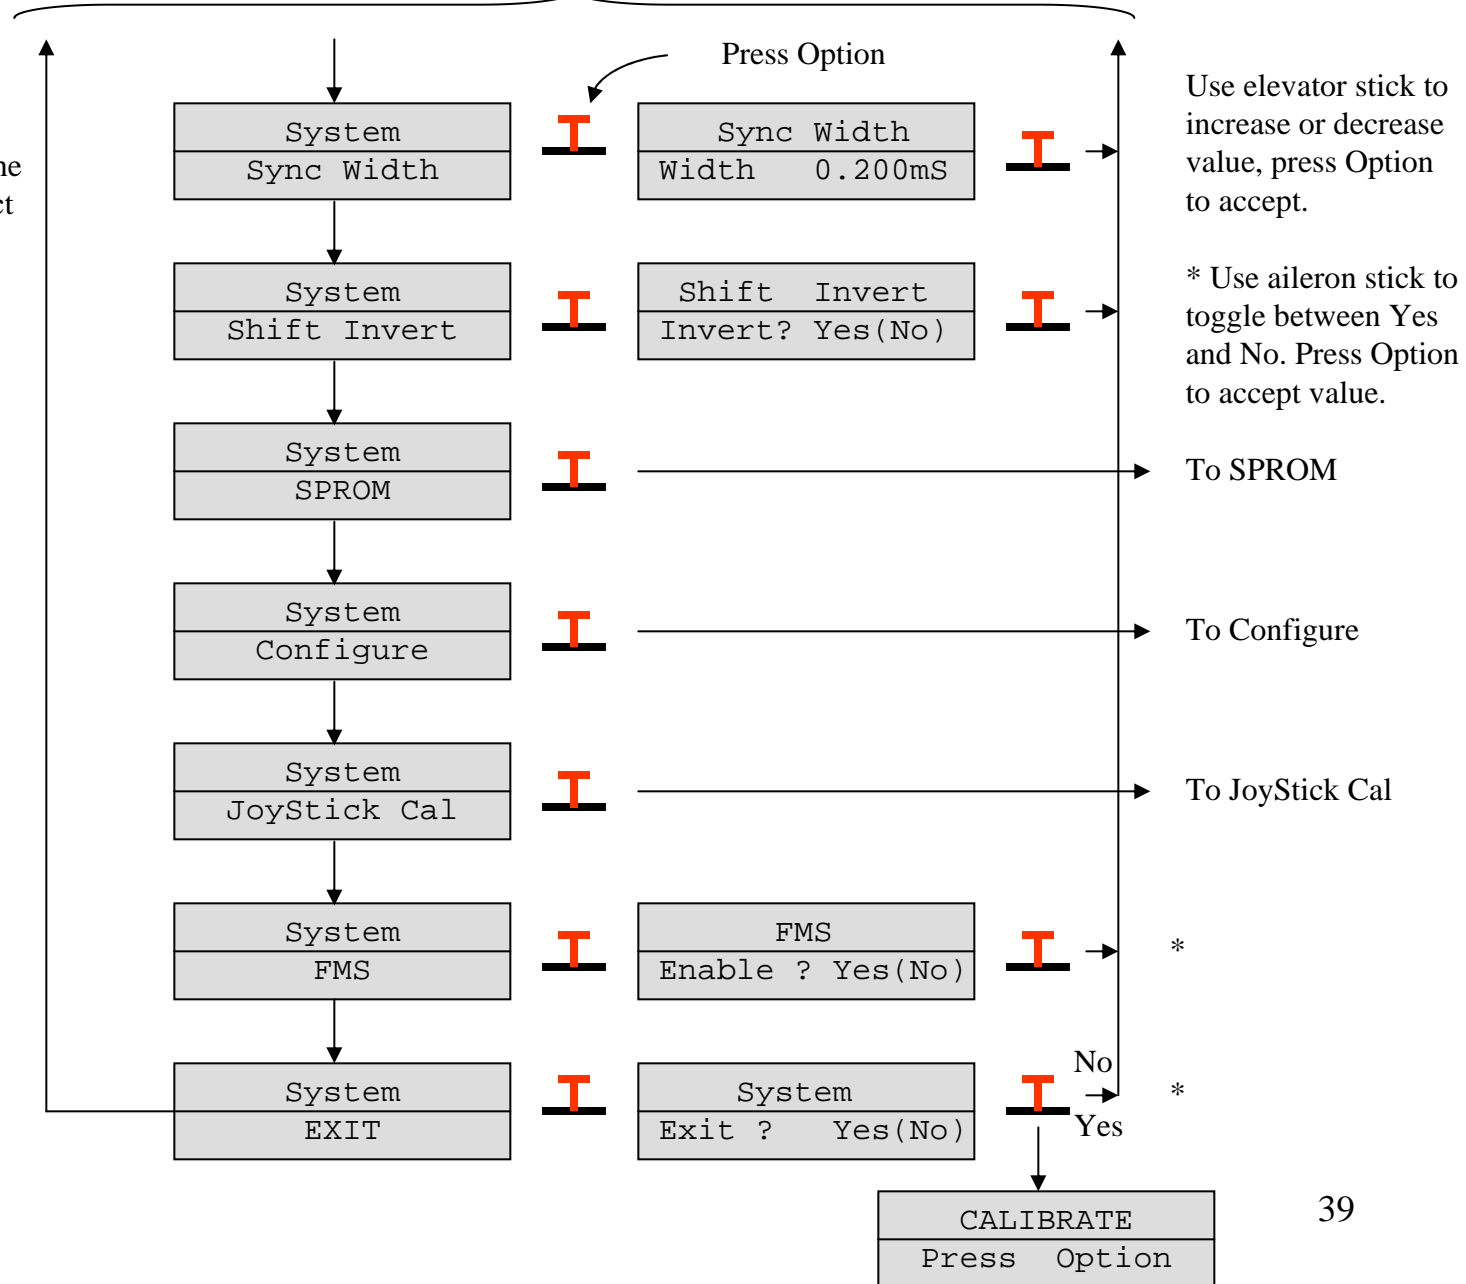 Press Option
System
Sync Width
Sync Width
Width 0.200mS
Use elevator stick to
increase or decrease
value, press Option
to accept.
System
Shift Invert
Shift Invert
Invert? Yes(No)
* Use aileron stick to
toggle between Yes
and No. Press Option
to accept value.
System
SPROM
To SPROM
System
Configure
To Configure
System
JoyStick Cal
To JoyStick Cal
System
FMS
FMS
Enable ? Yes(No)
*
System
EXIT
System
Exit ? Yes(No)
No
Yes
*
CALIBRATE
Press Option
39